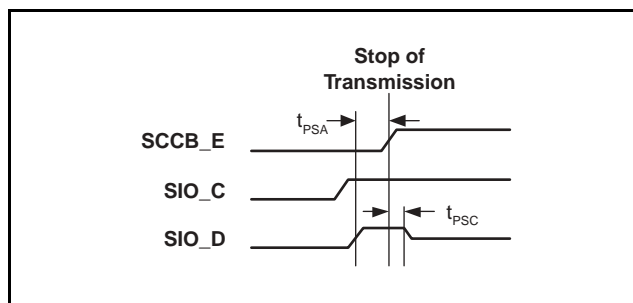 Stop of
Transmission
tPSA
SCCB_E
SIO_C
tPSC
SIO_D